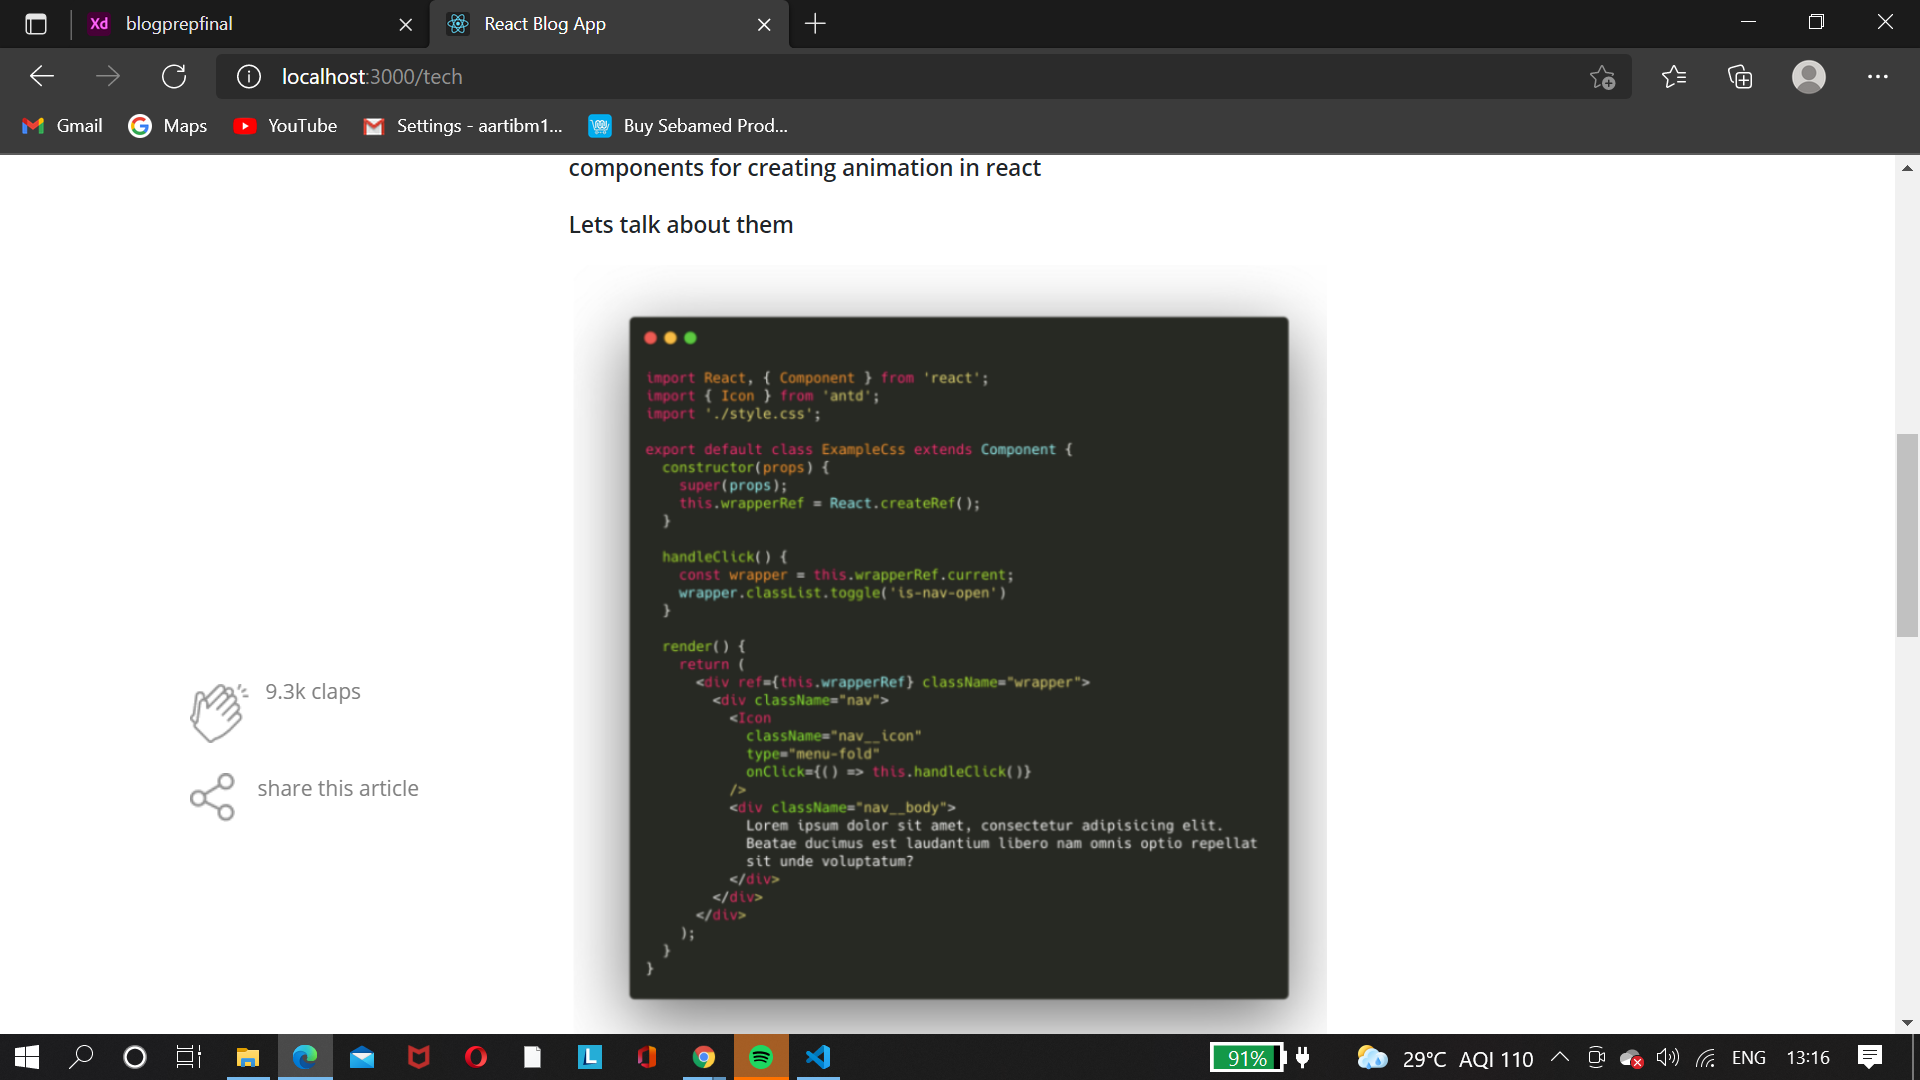 Xd blogprepfinal
React Blog App
localhost:3000/tech
Gmail
Maps
YouTube
Settings - aartibm1...
Buy Sebamed Prod...
components for creating animation in react
Lets talk about them
import React, { Component } from 'react';
import { Icon } from 'antd';
import './style.css';
export default class ExampleCss extends Component {
constructor(props) {
super(props);
this.wrapperRef = React.createRef();
}
handleClick() {
const wrapper = this.wrapperRef.current;
wrapper.classList.toggle('is-nav-open')
}
render() {
return (
<div ref={this.wrapperRef} className="wrapper">
<div className="nav">
<Icon
className="nav__icon"
type="menu-fold"
onClick={() => this.handleClick()}
/>
<div className="nav__body">
Lorem ipsum dolor sit amet, consectetur adipisicing elit.
Beatae ducimus est laudantium libero nam omnis optio repellat
sit unde voluptatum?
</div>
</div>
</div>
);
}
}
9.3k claps
share this article
L
91%
29°C AQI 110
ENG
13:16